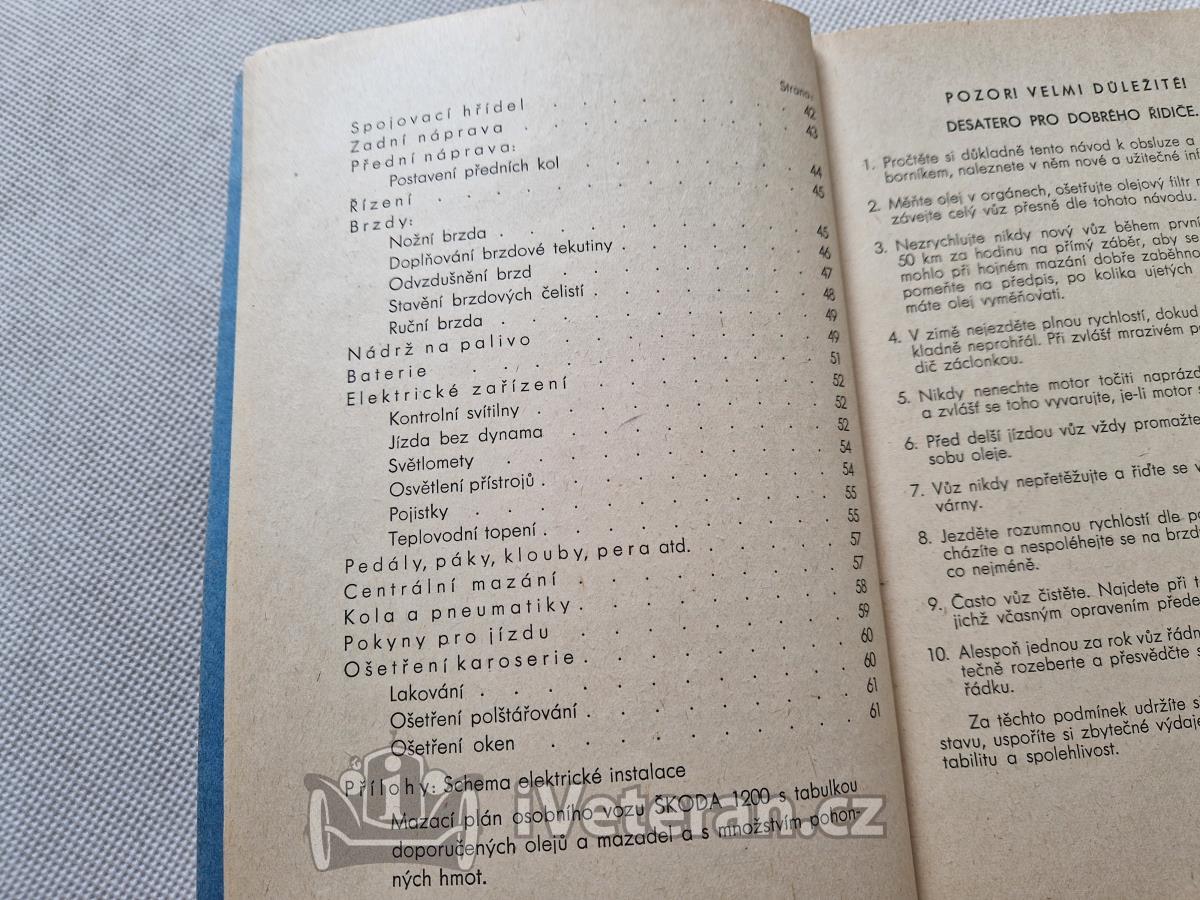 Strana:
Spojovací hřídel . . . . . . . . 42
Zadní náprava . . . . . . . . 43
Přední náprava:
Postavení předních kol . . . . . . . 44
Řízení . . . . . . . . . . 45
Brzdy:
Nožní brzda . . . . . . . . . 45
Doplňování brzdové tekutiny . . . . . . 46
Odvzdušnění brzd . . . . . . . . 47
Stavění brzdových čelistí . . . . . . . 48
Ruční brzda . . . . . . . . . 49
Nádrž na palivo . . . . . . . . 49
Baterie . . . . . . . . . . 51
Elektrické zařízení . . . . . . . 52
Kontrolní svítilny . . . . . . . . 52
Jízda bez dynama . . . . . . . . 52
Světlomety . . . . . . . . . 54
Osvětlení přístrojů . . . . . . . . 54
Pojistky . . . . . . . . . . 55
Teplovodní topení . . . . . . . . 55
Pedály, páky, klouby, pera atd. . . . . . 57
Centrální mazání . . . . . . . . 57
Kola a pneumatiky . . . . . . . . 58
Pokyny pro jízdu . . . . . . . . 59
Ošetření karoserie . . . . . . . . 60
Lakování . . . . . . . . . . 60
Ošetření polštářování . . . . . . . 61
Ošetření oken . . . . . . . . . 61
Přílohy: Schema elektrické instalace
Mazací plán osobního vozu ŠKODA 1200 s tabulkou
doporučených olejů a mazadel a s množstvím pohon-
ných hmot.
POZOR! VELMI DŮLEŽITÉ!
DESATERO PRO DOBRÉHO ŘIDIČE.
1. Pročtěte si důkladně tento návod k obsluze a
borníkem, naleznete v něm nové a užitečné inf
2. Měňte olej v orgánech, ošetřujte olejový filtr
závejte celý vůz přesně dle tohoto návodu.
3. Nezrychlujte nikdy nový vůz během první
50 km za hodinu na přímý záběr, aby se
mohlo při hojném mazání dobře zaběhno
pomeňte na předpis, po kolika ujetých
máte olej vyměňovati.
4. V zimě nejezděte plnou rychlostí, dokud
kladně neprohřál. Při zvlášť mrazivém
dič záclonkou.
5. Nikdy nenechte motor točiti naprázd
a zvlášť se toho vyvarujte, je-li motor
6. Před delší jízdou vůz vždy promažte
sobu oleje.
7. Vůz nikdy nepřetěžujte a řiďte se v
várny.
8. Jezděte rozumnou rychlostí dle
cházíte a nespoléhejte se na brzd
co nejméně.
9. Často vůz čistěte. Najdete při
jichž včasným opravením přede
10. Alespoň jednou za rok vůz řádn
tečně rozeberte a přesvědčte
řádku.
Za těchto podmínek udržíte
stavu, uspoříte si zbytečné výdaje
tabilitu a spolehlivost.
iVeteran.cz